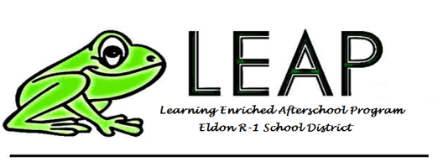 LEAP
Learning Enriched Afterschool Program
Eldon R-1 School District